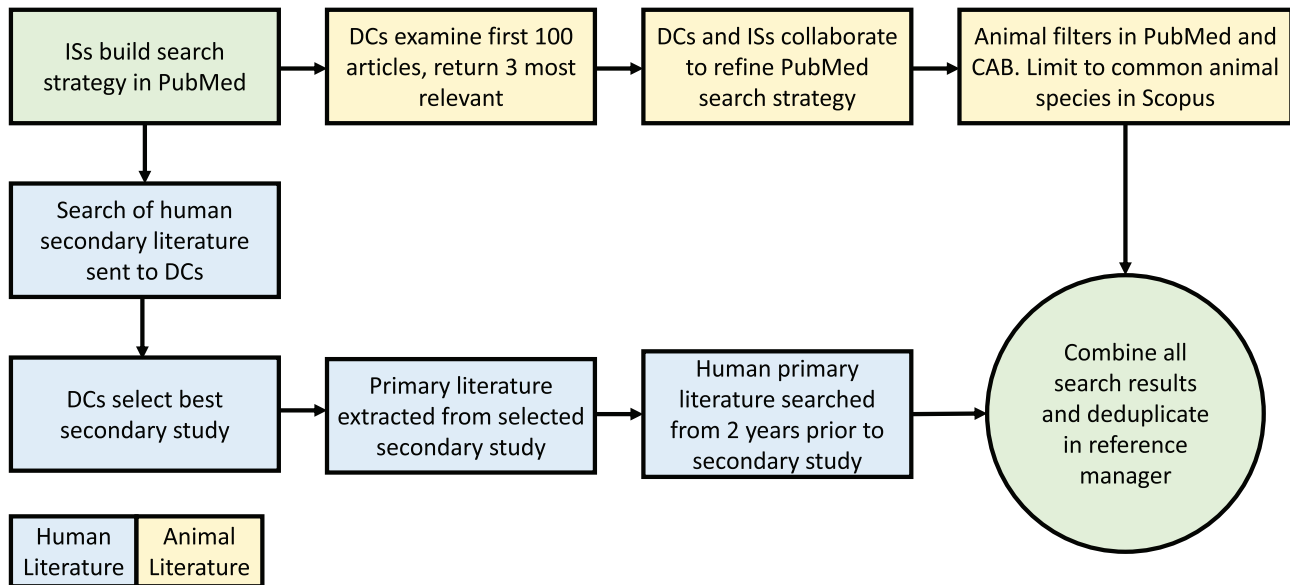 ISs build search
strategy in PubMed
DCs examine first 100
articles, return 3 most
relevant
DCs and ISs collaborate
to refine PubMed
search strategy
Animal filters in PubMed and
CAB. Limit to common animal
species in Scopus
Search of human
secondary literature
sent to DCs
DCs select best
secondary study
Primary literature
extracted from selected
secondary study
Human primary
literature searched
from 2 years prior to
secondary study
Combine all
search results
and deduplicate
in reference
manager
Human
Literature
Animal
Literature